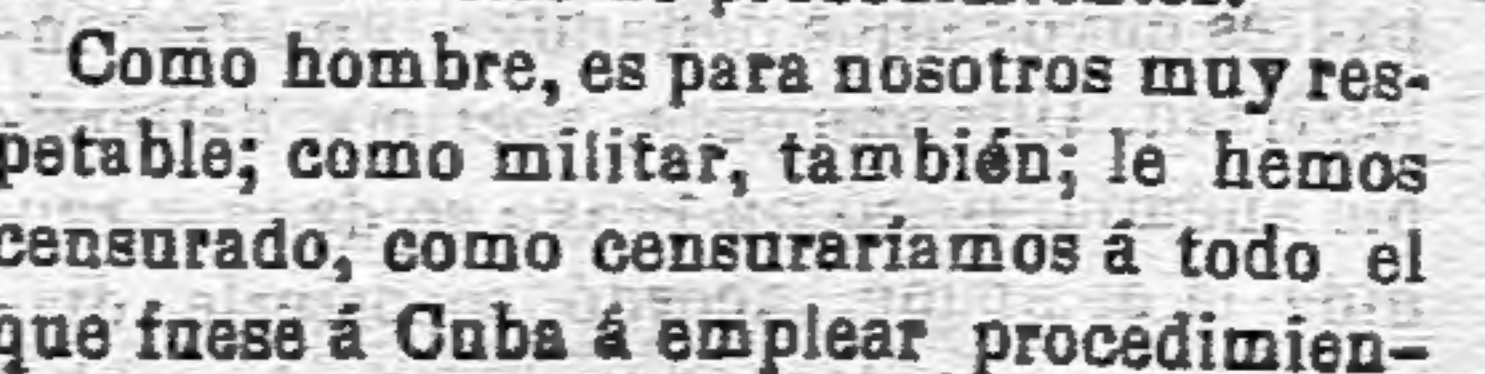 Como hombre, es para nosotros muy res-
petable; como militar, también; le hemos
censurado, como censuraríamos á todo el
que fuese á Cuba á emplear procedimien-